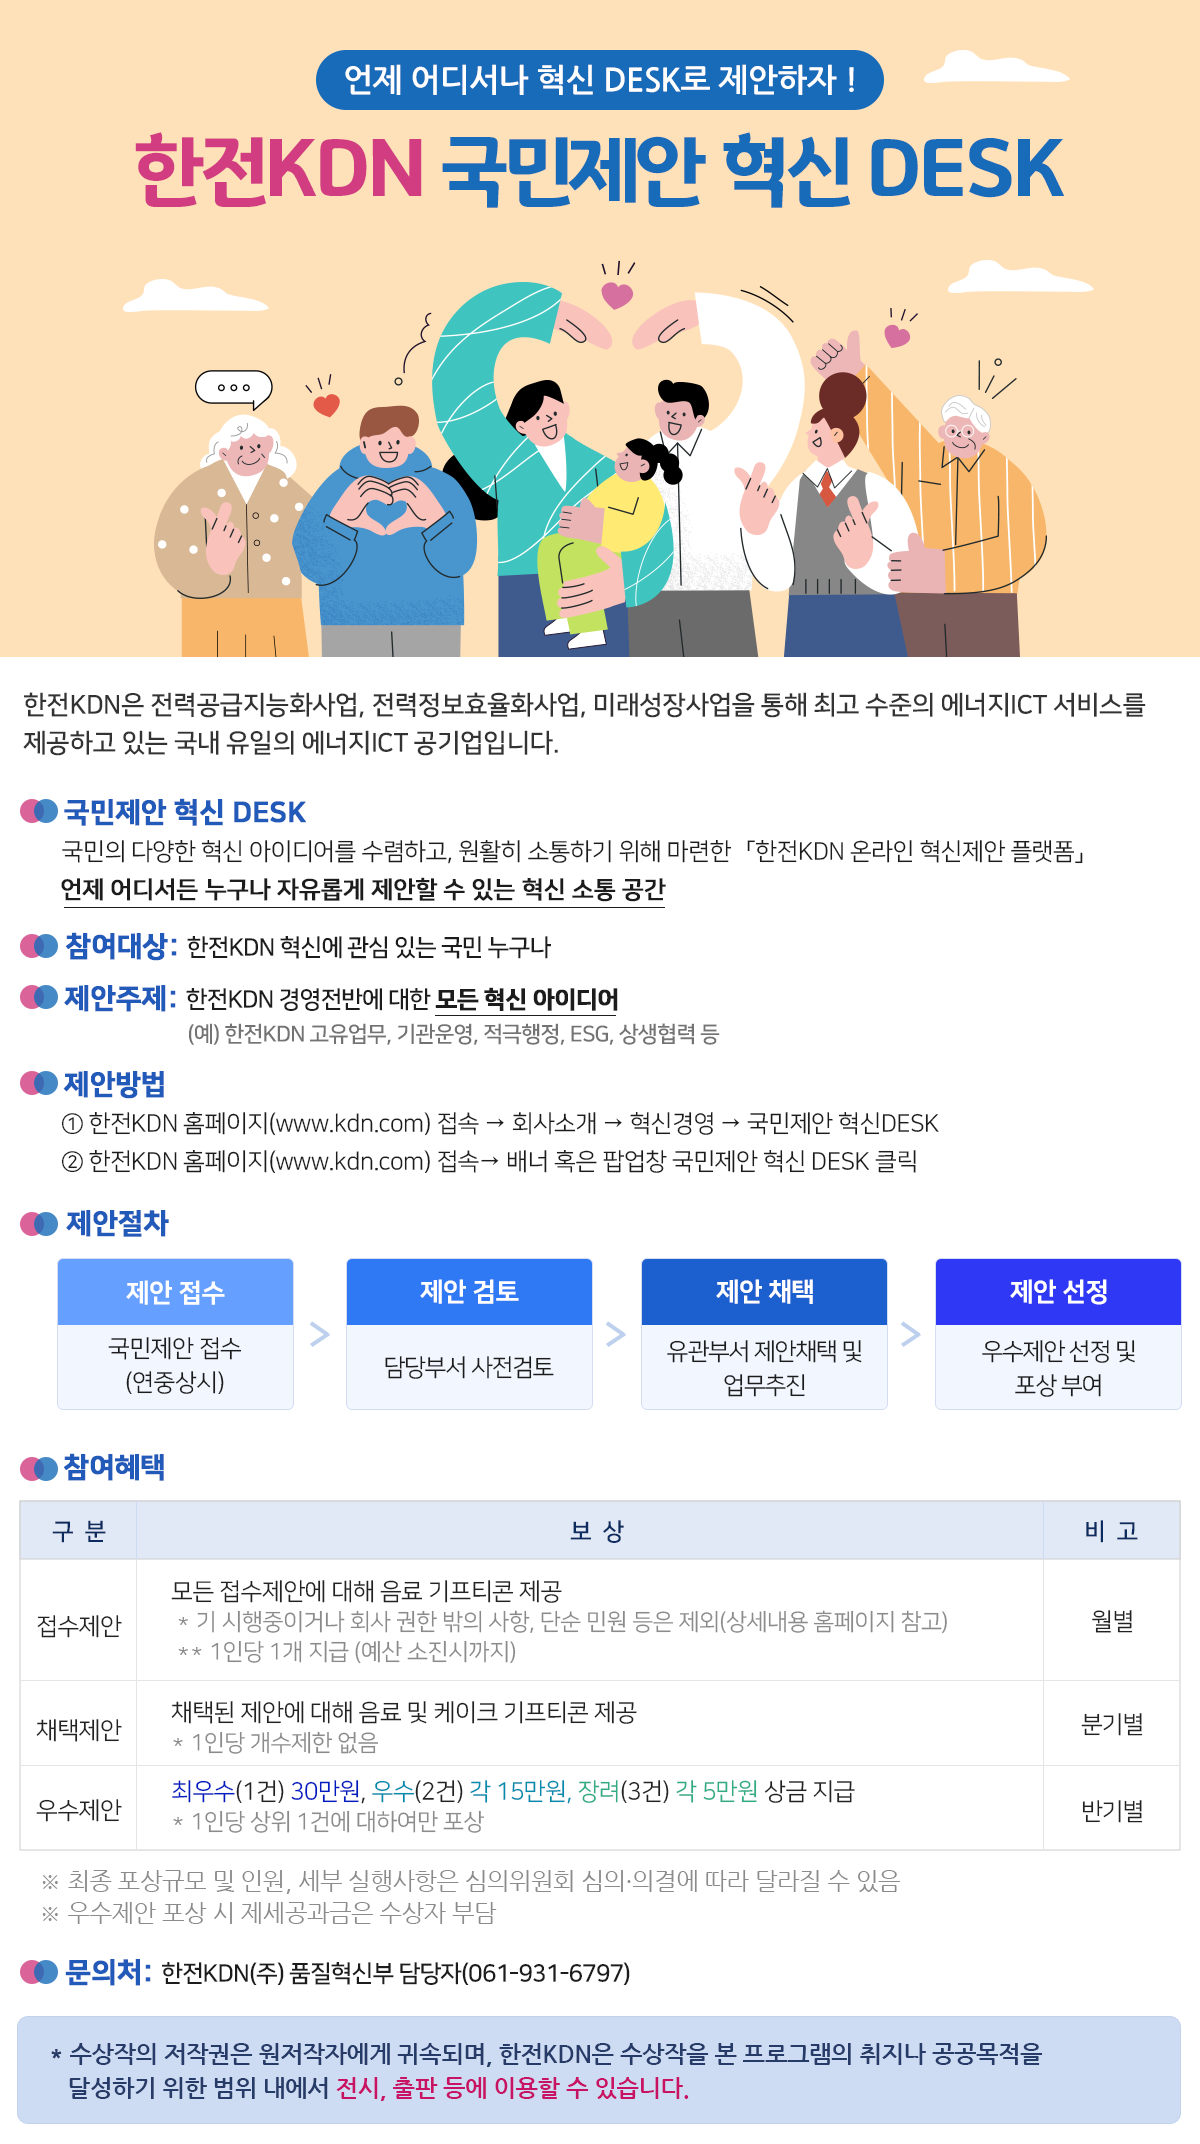 언제 어디서나 혁신 DESK로 제안하자 !
한전KDN 국민제안 혁신 DESK
한전KDN은 전력공급지능화사업, 전력정보효율화사업, 미래성장사업을 통해 최고 수준의 에너지ICT 서비스를
제공하고 있는 국내 유일의 에너지ICT 공기업입니다.
국민제안 혁신 DESK
국민의 다양한 혁신 아이디어를 수렴하고, 원활히 소통하기 위해 마련한 「한전KDN 온라인 혁신제안 플랫폼」
언제 어디서든 누구나 자유롭게 제안할 수 있는 혁신 소통 공간
참여대상: 한전KDN 혁신에 관심 있는 국민 누구나
제안주제: 한전KDN 경영전반에 대한 모든 혁신 아이디어
(예) 한전KDN 고유업무, 기관운영, 적극행정, ESG, 상생협력 등
제안방법
① 한전KDN 홈페이지(www.kdn.com) 접속 → 회사소개 → 혁신경영 → 국민제안 혁신DESK
② 한전KDN 홈페이지(www.kdn.com) 접속→ 배너 혹은 팝업창 국민제안 혁신 DESK 클릭
제안절차
제안 접수 > 제안 검토 > 제안 채택 > 제안 선정
국민제안 접수
(연중상시)
담당부서 사전검토
유관부서 제안채택 및
업무추진
우수제안 선정 및
포상 부여
참여혜택
구 분 보 상 비 고
접수제안
모든 접수제안에 대해 음료 기프티콘 제공
* 기 시행중이거나 회사 권한 밖의 사항, 단순 민원 등은 제외(상세내용 홈페이지 참고)
** 1인당 1개 지급 (예산 소진시까지)
월별
채택제안
채택된 제안에 대해 음료 및 케이크 기프티콘 제공
* 1인당 개수제한 없음
분기별
우수제안
최우수(1건) 30만원, 우수(2건) 각 15만원, 장려(3건) 각 5만원 상금 지급
* 1인당 상위 1건에 대하여만 포상
반기별
※ 최종 포상규모 및 인원, 세부 실행사항은 심의위원회 심의·의결에 따라 달라질 수 있음
※ 우수제안 포상 시 제세공과금은 수상자 부담
문의처: 한전KDN(주) 품질혁신부 담당자(061-931-6797)
* 수상작의 저작권은 원저작자에게 귀속되며, 한전KDN은 수상작을 본 프로그램의 취지나 공공목적을
달성하기 위한 범위 내에서 전시, 출판 등에 이용할 수 있습니다.